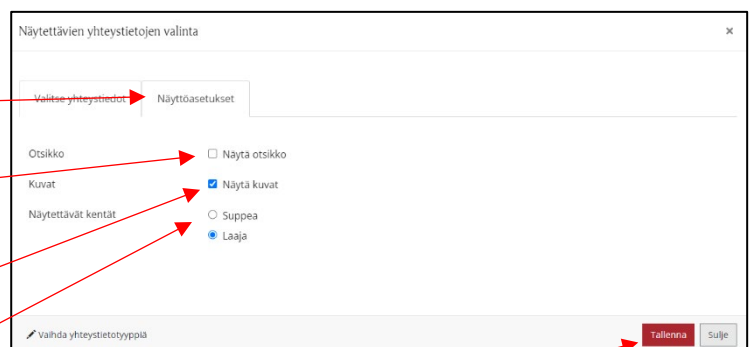 Näytettävien yhteystietojen valinta ×
Valitse yhteystiedot Näyttöasetukset
Otsikko Näytä otsikko
Kuvat Näytä kuvat
Näytettävät kentät Suppea
Laaja
Vaihda yhteystietotyyppiä Tallenna Sulje